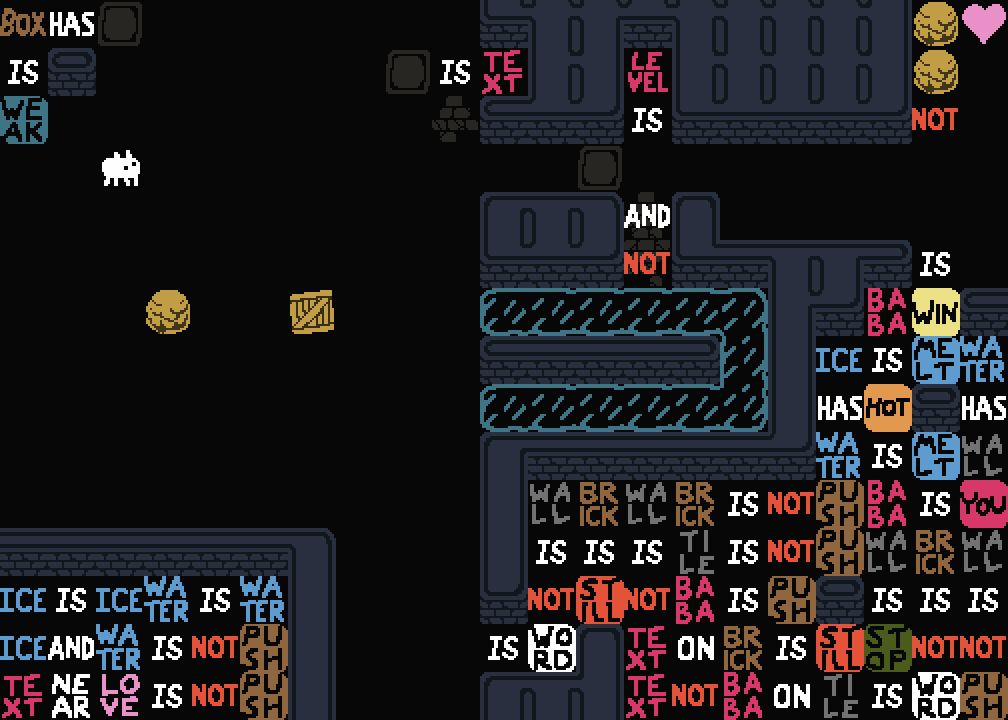 BOX HAS
IS IS TEXT LEVEL
WEAK IS NOT
AND
NOT IS
BABA WIN
ICE IS MELT WATER
HAS HOT HAS
WATER IS MELT WALL
WALL BRICK WALL BRICK IS NOT PUSH BABA IS YOU
IS IS IS TILE IS NOT PUSH WALL BRICK WALL
ICE IS ICE WATER IS WATER NOT STILL NOT BABA IS PUSH IS IS IS
ICE AND WATER IS NOT PUSH IS WORD TEXT ON BRICK IS STILL STOP NOT NOT
TEXT NEAR LOVE IS NOT PUSH TEXT NOT BABA ON TILE IS WORD PUSH